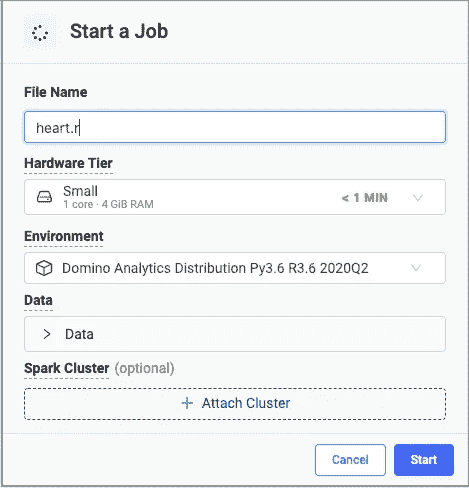 Start a Job
File Name
heart.r
Hardware Tier
Small
1 core · 4 GiB RAM
< 1 MIN
Environment
Domino Analytics Distribution Py3.6 R3.6 2020Q2
Data
Data
Spark Cluster (optional)
Attach Cluster
Cancel Start